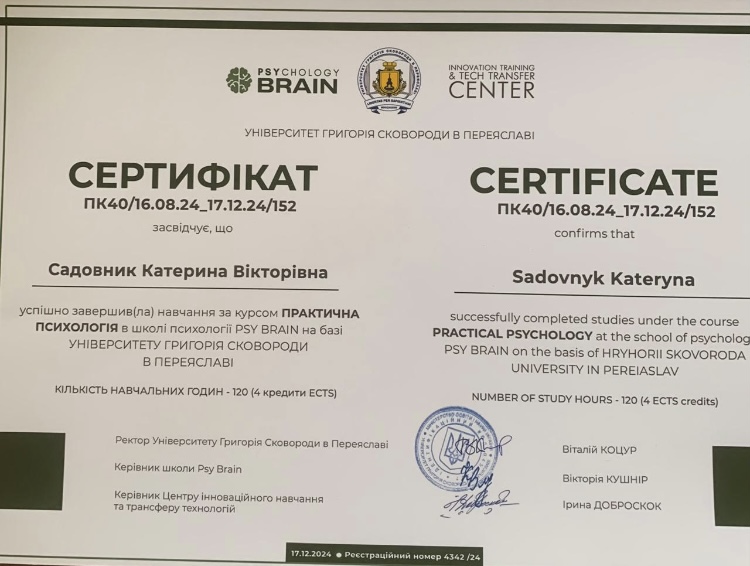 PSYCHOLOGY
BRAIN
INNOVATION TRAINING
& TECH TRANSFER
CENTER
УНІВЕРСИТЕТ ГРИГОРІЯ СКОВОРОДИ В ПЕРЕЯСЛАВІ
СЕРТИФІКАТ
ПК40/16.08.24_17.12.24/152
засвідчує, що
Садовник Катерина Вікторівна
успішно завершив(ла) навчання за курсом ПРАКТИЧНА
ПСИХОЛОГІЯ в школі психології PSY BRAIN на базі
УНІВЕРСИТЕТУ ГРИГОРІЯ СКОВОРОДИ
В ПЕРЕЯСЛАВІ
КІЛЬКІСТЬ НАВЧАЛЬНИХ ГОДИН - 120 (4 кредити ECTS)
CERTIFICATE
ПК40/16.08.24_17.12.24/152
confirms that
Sadovnyk Kateryna
successfully completed studies under the course
PRACTICAL PSYCHOLOGY at the school of psycholog
PSY BRAIN on the basis of HRYHORII SKOVORODA
UNIVERSITY IN PEREIASLAV
NUMBER OF STUDY HOURS - 120 (4 ECTS credits)
Ректор Університету Григорія Сковороди в Переяславі
Віталій КОЦУР
Керівник школи Psy Brain
Вікторія КУШНІР
Керівник Центру інноваційного навчання
та трансферу технологій
Ірина ДОБРОСКОК
17.12.2024 ● Реєстраційний номер 4342 /24